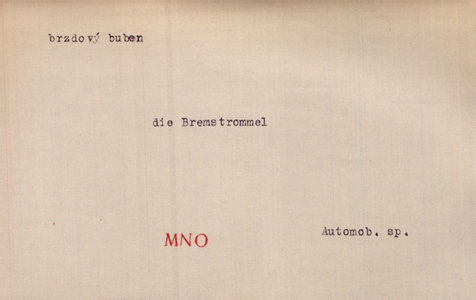 brzdový buben
die Bremstrommel
MNO
Automob. sp.